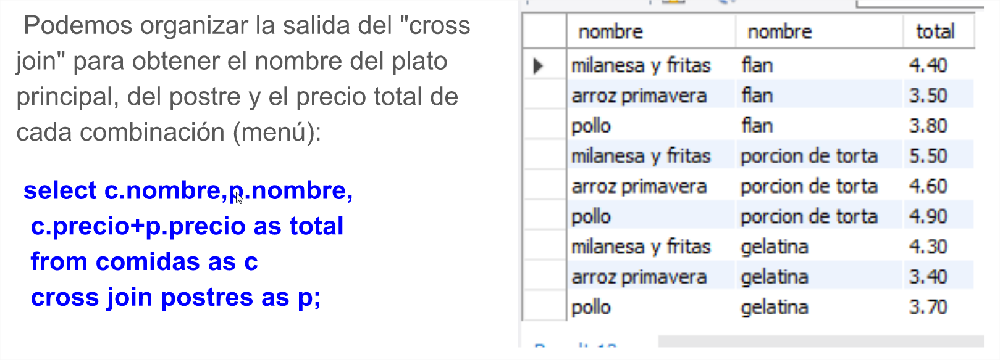 Podemos organizar la salida del "cross
join" para obtener el nombre del plato
principal, del postre y el precio total de
cada combinación (menú):
select c.nombre,p.nombre,
c.precio+p.precio as total
from comidas as c
cross join postres as p;
nombre nombre total
milanesa y fritas flan 4.40
arroz primavera flan 3.50
pollo flan 3.80
milanesa y fritas porcion de torta 5.50
arroz primavera porcion de torta 4.60
pollo porcion de torta 4.90
milanesa y fritas gelatina 4.30
arroz primavera gelatina 3.40
pollo gelatina 3.70